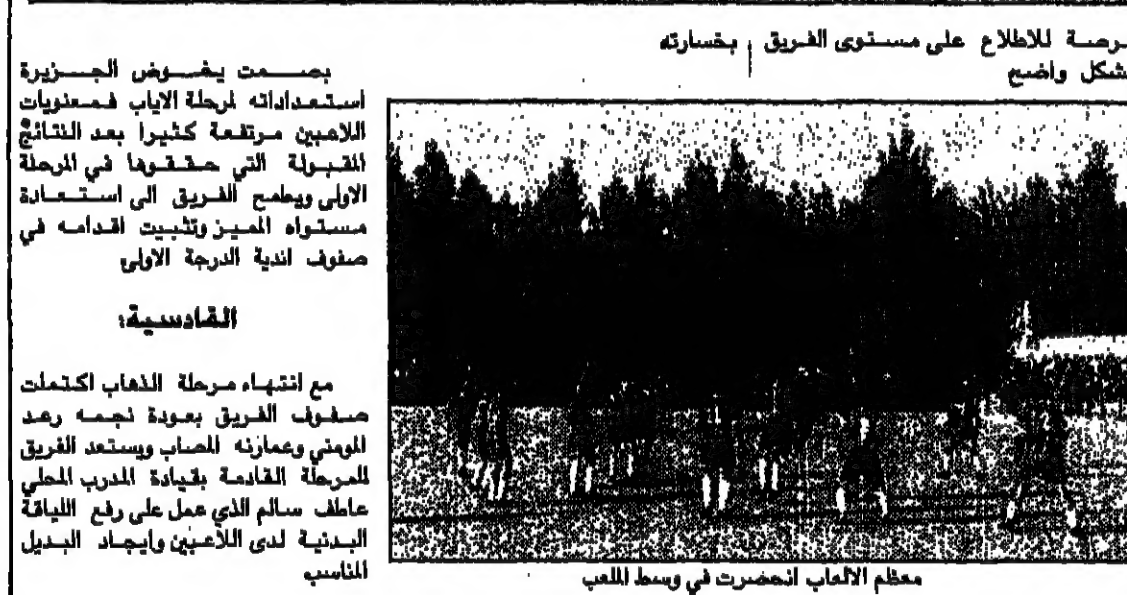 ـرصة للاطلاع على مستوى الفريق
ـشكل واضح
بخسارته
معظم الالعاب انحصرت في وسط الملعب
بصمت يخوض الجزيرة
استعداداته لمرحلة الاياب فمعنويات
اللاعبين مرتفعة كثيرا بعد النتائج
المقبولة التي حققوها في المرحلة
الاولى ويطمح الفريق الى استعادة
مستواه المميز وتثبيت اقدامه في
صفوف اندية الدرجة الاولى
القادسية:
مع انتهاء مرحلة الذهاب اكتملت
صفوف الفريق بعودة نجمه رعد
المومني وعمازنه المصاب ويستعد الفريق
للمرحلة القادمة بقيادة المدرب المحلي
عاطف سالم الذي عمل على رفع اللياقة
البدنية لدى اللاعبين وايجاد البديل
المناسب